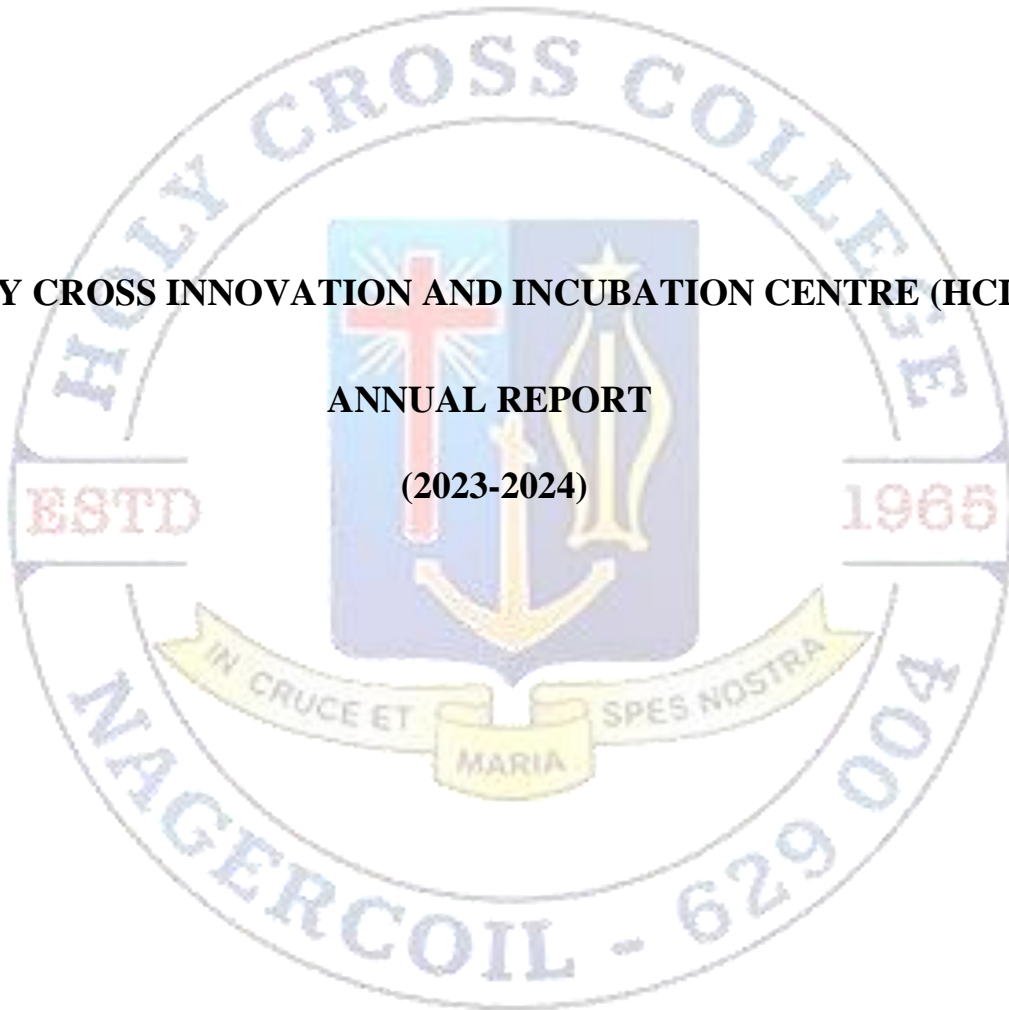 HOLY CROSS COLLEGE
Y CROSS INNOVATION AND INCUBATION CENTRE (HCI
ANNUAL REPORT
(2023-2024)
ESTD 1965
IN CRUCE ET MARIA SPES NOSTRA
NAGERCOIL - 629 004